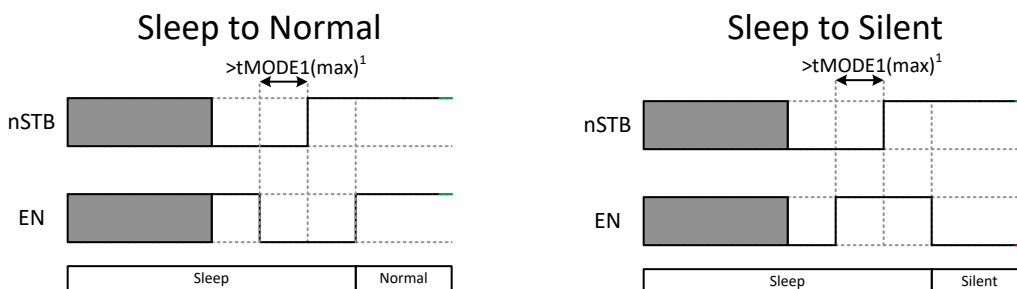 Sleep to Normal
>tMODE1(max)1
nSTB
EN
Sleep
Normal
Sleep to Silent
>tMODE1(max)1
nSTB
EN
Sleep
Silent